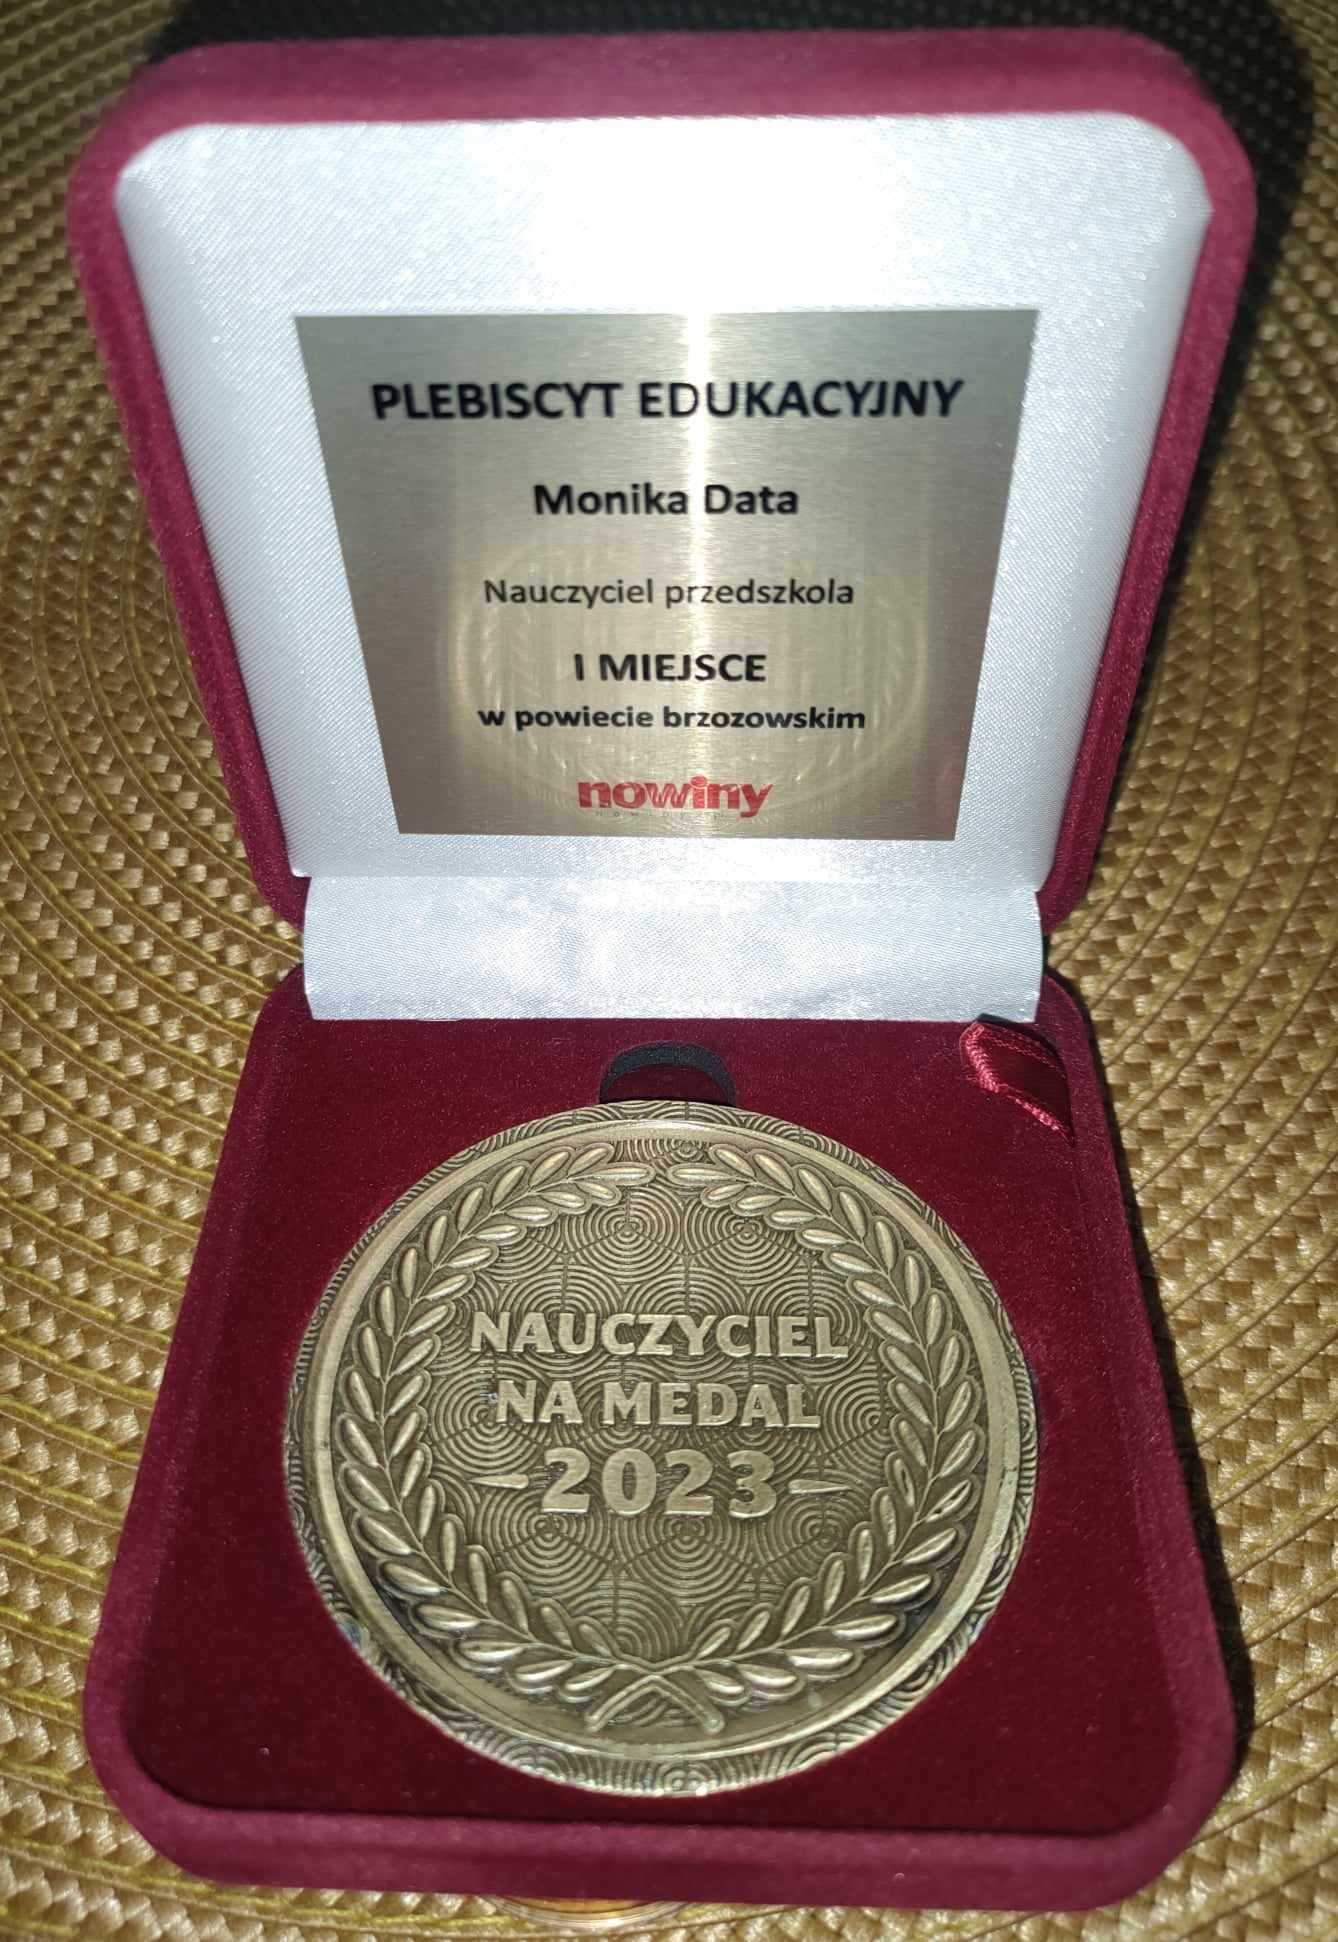 PLEBISCYT EDUKACYJNY
Monika Data
Nauczyciel przedszkola
I MIEJSCE
w powiecie brzozowskim
nowiny
NAUCZYCIEL
NA MEDAL
2023